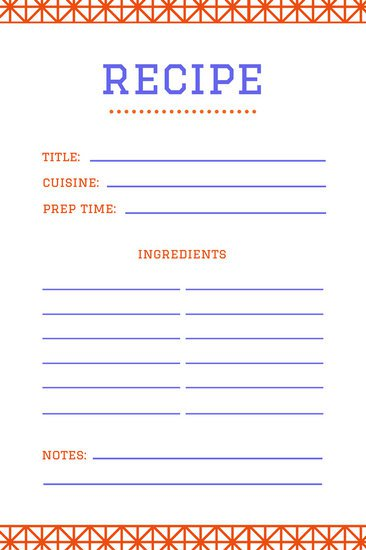 RECIPE
TITLE:
CUISINE:
PREP TIME:
INGREDIENTS
NOTES: